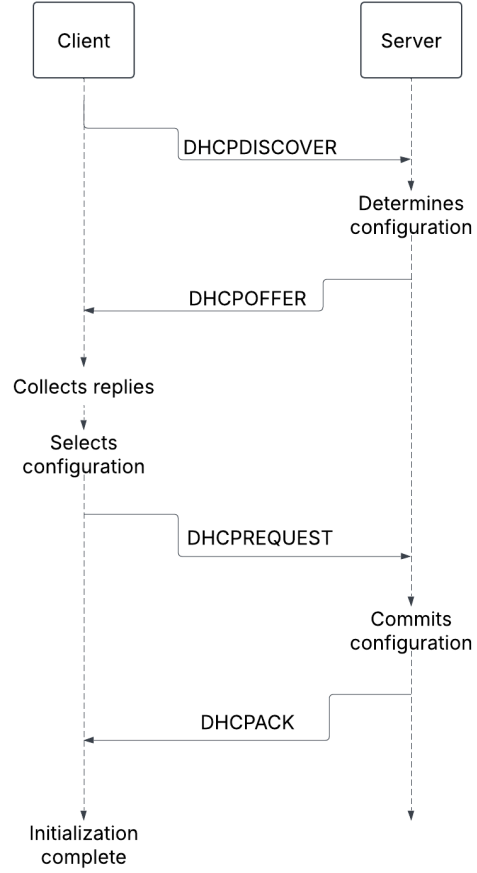 Client
Server
DHCPDISCOVER
Determines
configuration
DHCPOFFER
Collects replies
Selects
configuration
DHCPREQUEST
Commits
configuration
DHCPACK
Initialization
complete